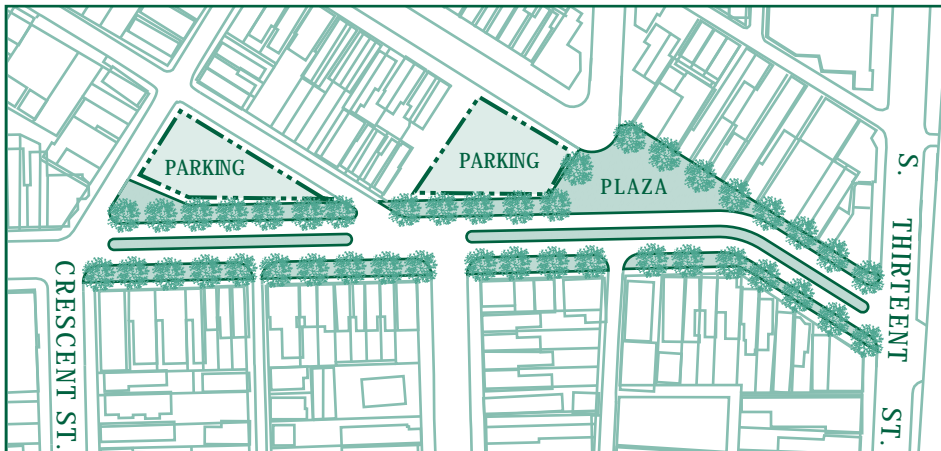 PARKING
PARKING
PLAZA
CRESCENT ST.
S. THIRTEENT ST.